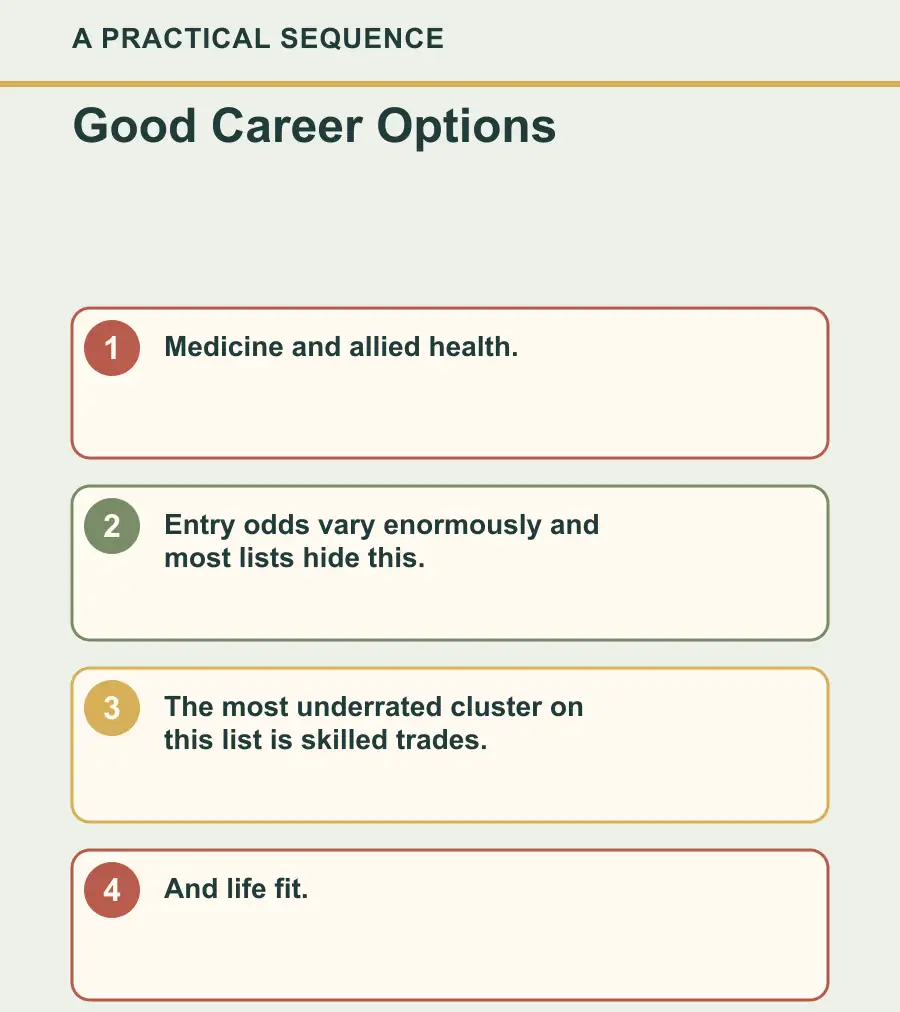 A PRACTICAL SEQUENCE
Good Career Options
1
Medicine and allied health.
2
Entry odds vary enormously and
most lists hide this.
3
The most underrated cluster on
this list is skilled trades.
4
And life fit.